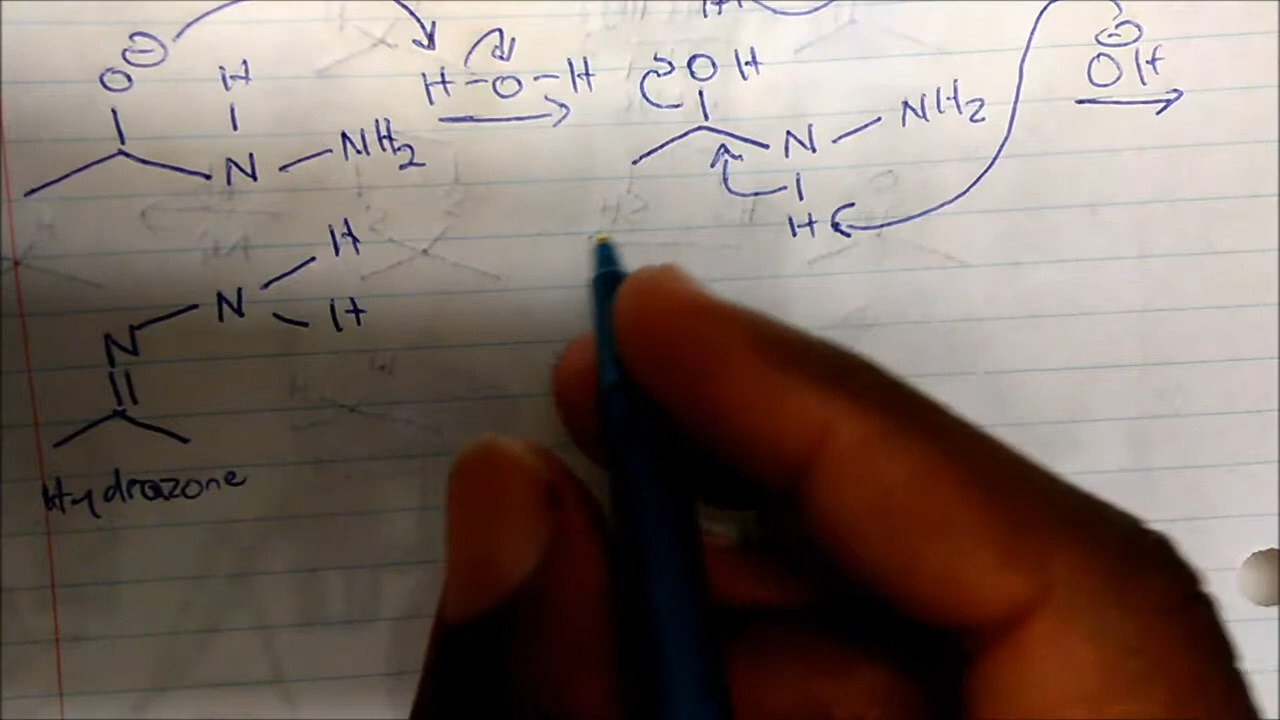 O⊖ H H-O-H OH ⊖OH
N-NH2 N-NH2
H
N-H
H
N
Hydrazone